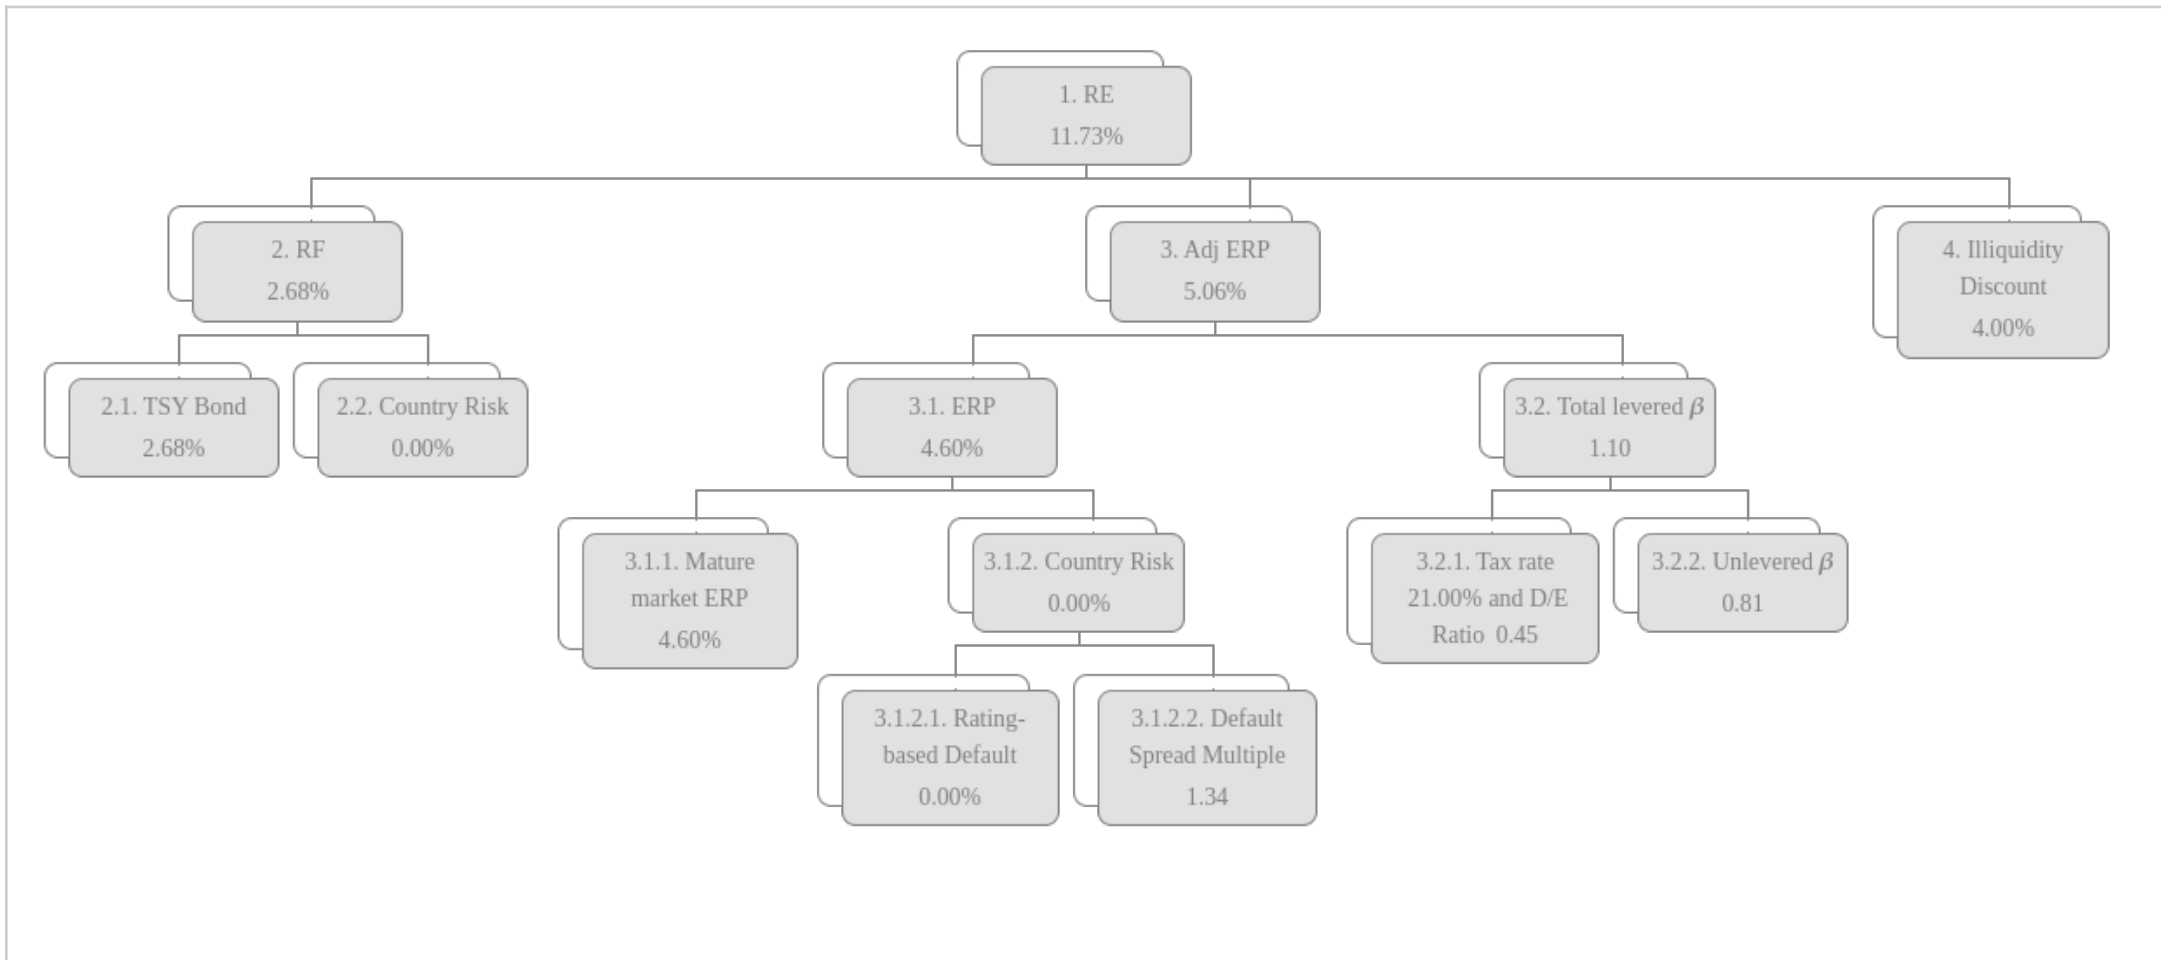 1. RE
11.73%
2. RF
2.68%
3. Adj ERP
5.06%
4. Illiquidity
Discount
4.00%
2.1. TSY Bond
2.68%
2.2. Country Risk
0.00%
3.1. ERP
4.60%
3.2. Total levered β
1.10
3.1.1. Mature
market ERP
4.60%
3.1.2. Country Risk
0.00%
3.2.1. Tax rate
21.00% and D/E
Ratio 0.45
3.2.2. Unlevered β
0.81
3.1.2.1. Rating-
based Default
0.00%
3.1.2.2. Default
Spread Multiple
1.34